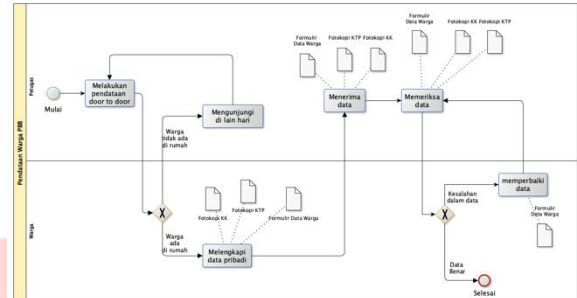 Pendataan Warga PBB
Petugas
Mulai
Melakukan
pendataan
door to door
Mengunjungi
di lain hari
Warga
tidak ada
di rumah
Formulir
Data Warga
Fotokopi KTP
Fotokopi KK
Menerima
data
Formulir
Data Warga
Fotokopi KK
Fotokopi KTP
Memeriksa
data
Warga
Warga
ada
di rumah
Fotokopi KK
Fotokopi KTP
Formulir Data Warga
Melengkapi
data pribadi
Kesalahan
dalam data
memperbaiki
data
Formulir
Data Warga
Data
Benar
Selesai